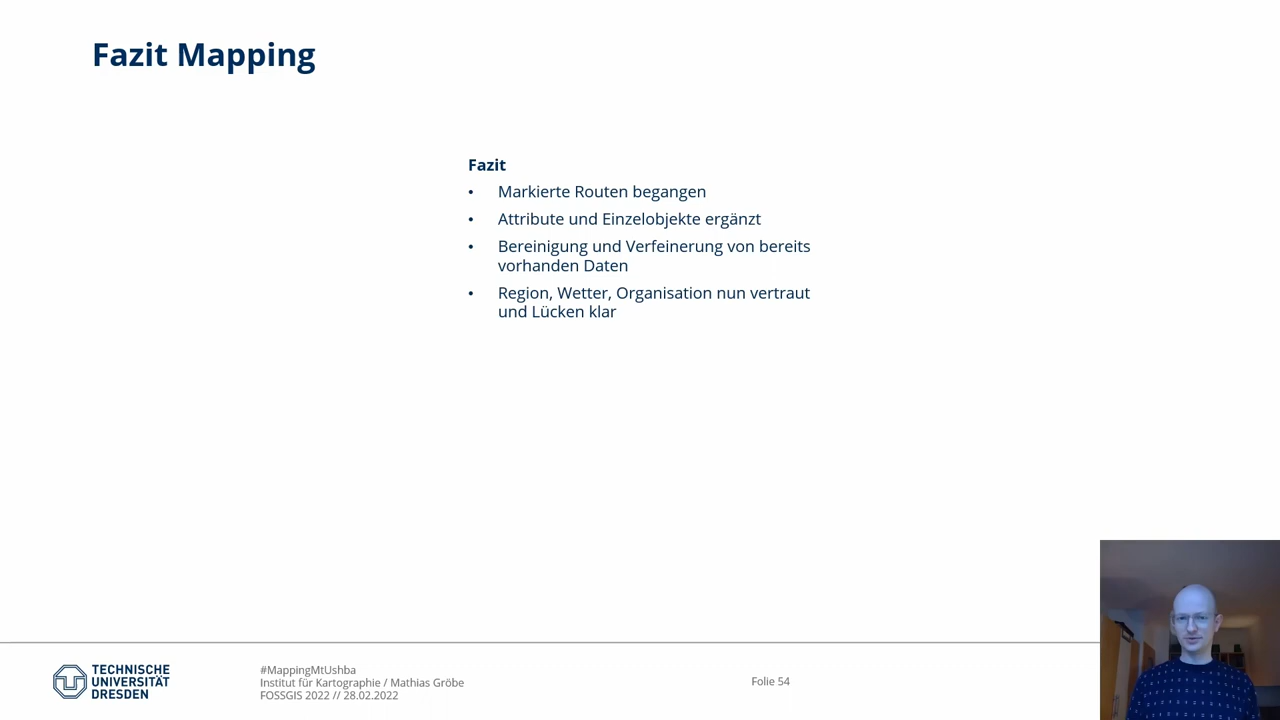 Fazit Mapping
Fazit
• Markierte Routen begangen
• Attribute und Einzelobjekte ergänzt
• Bereinigung und Verfeinerung von bereits
vorhanden Daten
• Region, Wetter, Organisation nun vertraut
und Lücken klar
TECHNISCHE
UNIVERSITÄT
DRESDEN
#MappingMtUshba
Institut für Kartographie / Mathias Gröbe
FOSSGIS 2022 // 28.02.2022
Folie 54